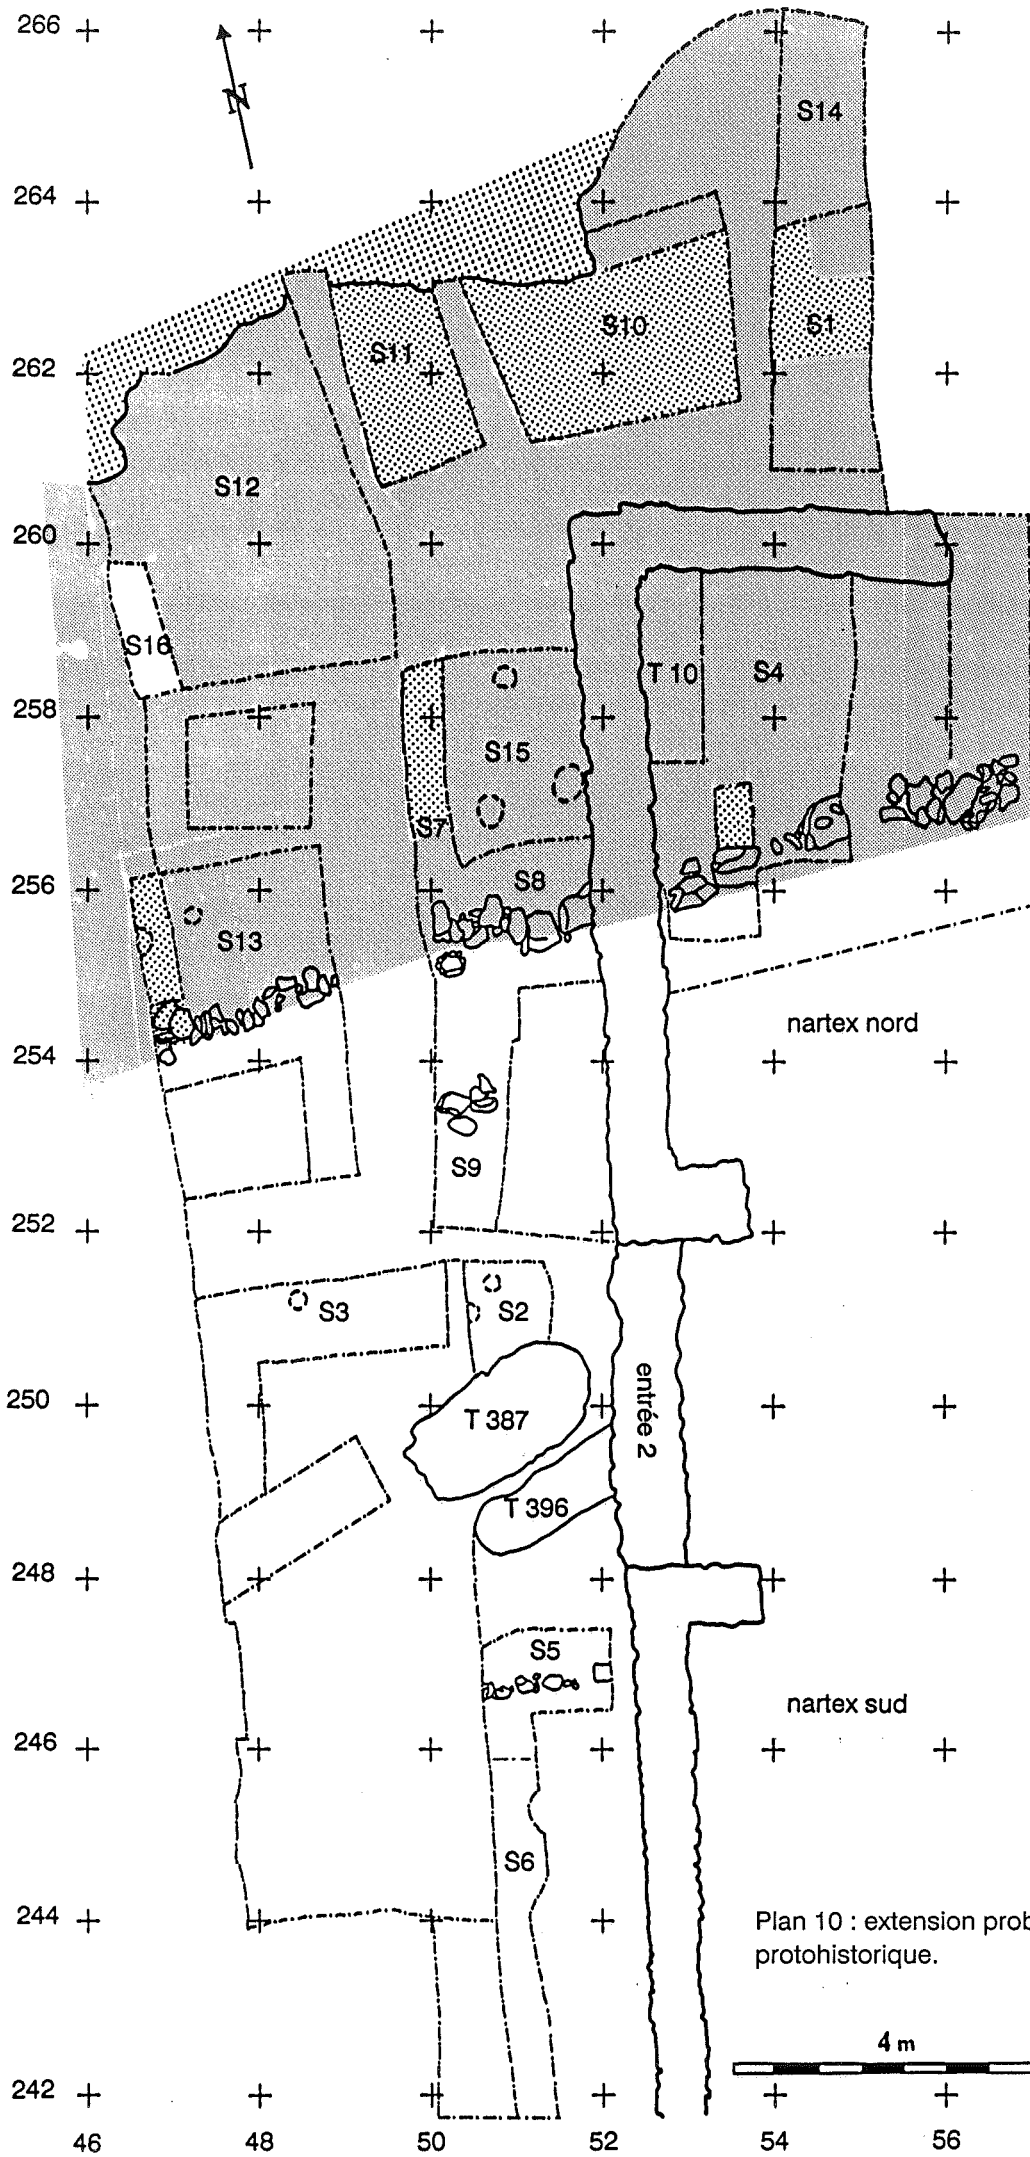 266
N
S14
264
S10
S1
S11
262
S12
260
S16
T 10
S4
258
S15
S7
256
S8
S13
nartex nord
254
S9
252
S3
S2
250
T 387
entrée 2
T 396
248
S5
nartex sud
246
S6
244
Plan 10 : extension prob
protohistorique.
4 m
242
46
48
50
52
54
56